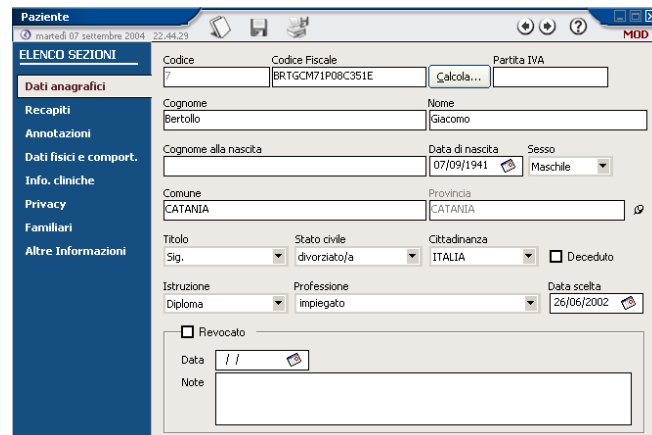 Paziente
martedì 07 settembre 2004 22.44.29
MOD
ELENCO SEZIONI
Dati anagrafici
Recapiti
Annotazioni
Dati fisici e comport.
Info. cliniche
Privacy
Familiari
Altre Informazioni
Codice Codice Fiscale Partita IVA
7 BRTGCM71P08C351E Calcola...
Cognome Nome
Bertollo Giacomo
Cognome alla nascita Data di nascita Sesso
07/09/1941 Maschile
Comune Provincia
CATANIA CATANIA
Titolo Stato civile Cittadinanza
Sig. divorziato/a ITALIA Deceduto
Istruzione Professione Data scelta
Diploma impiegato 26/06/2002
Revocato
Data / /
Note